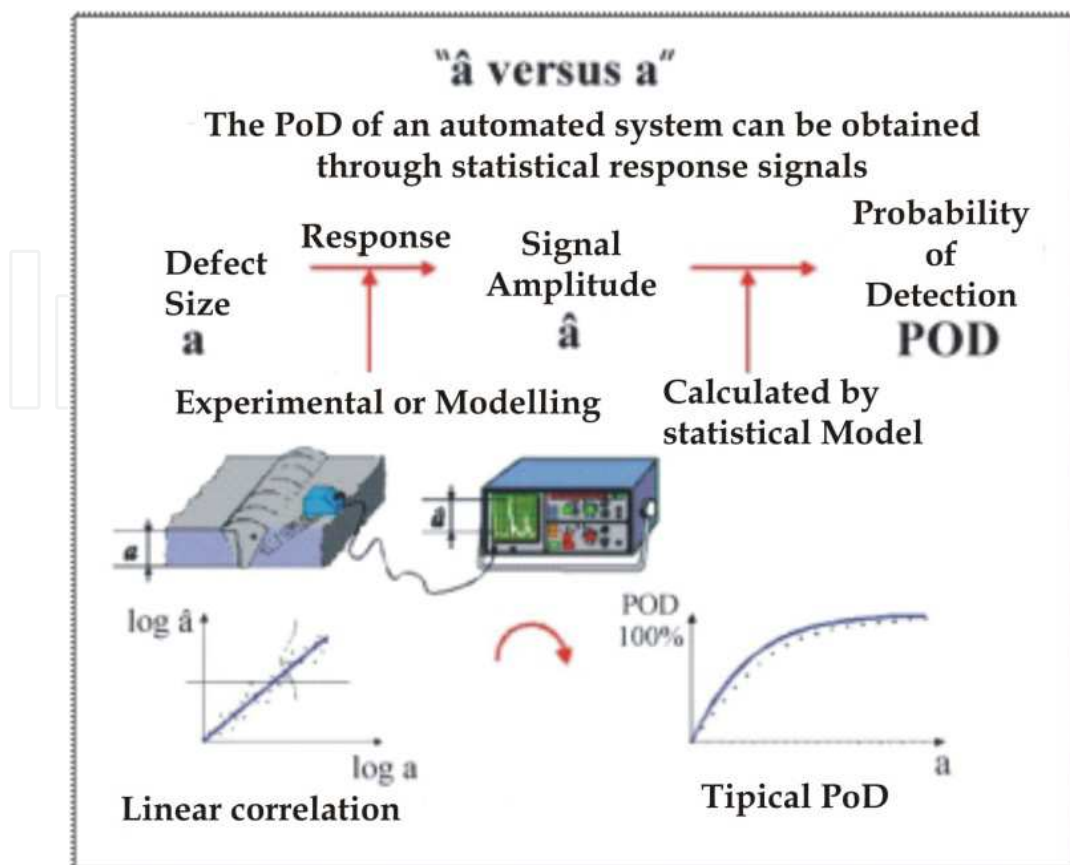 "â versus a"
The PoD of an automated system can be obtained
through statistical response signals
Defect
Size
a
Response
Signal
Amplitude
â
Probability
of
Detection
POD
Experimental or Modelling
Calculated by
statistical Model
a
â
log â
log a
Linear correlation
POD
100%
a
Tipical PoD